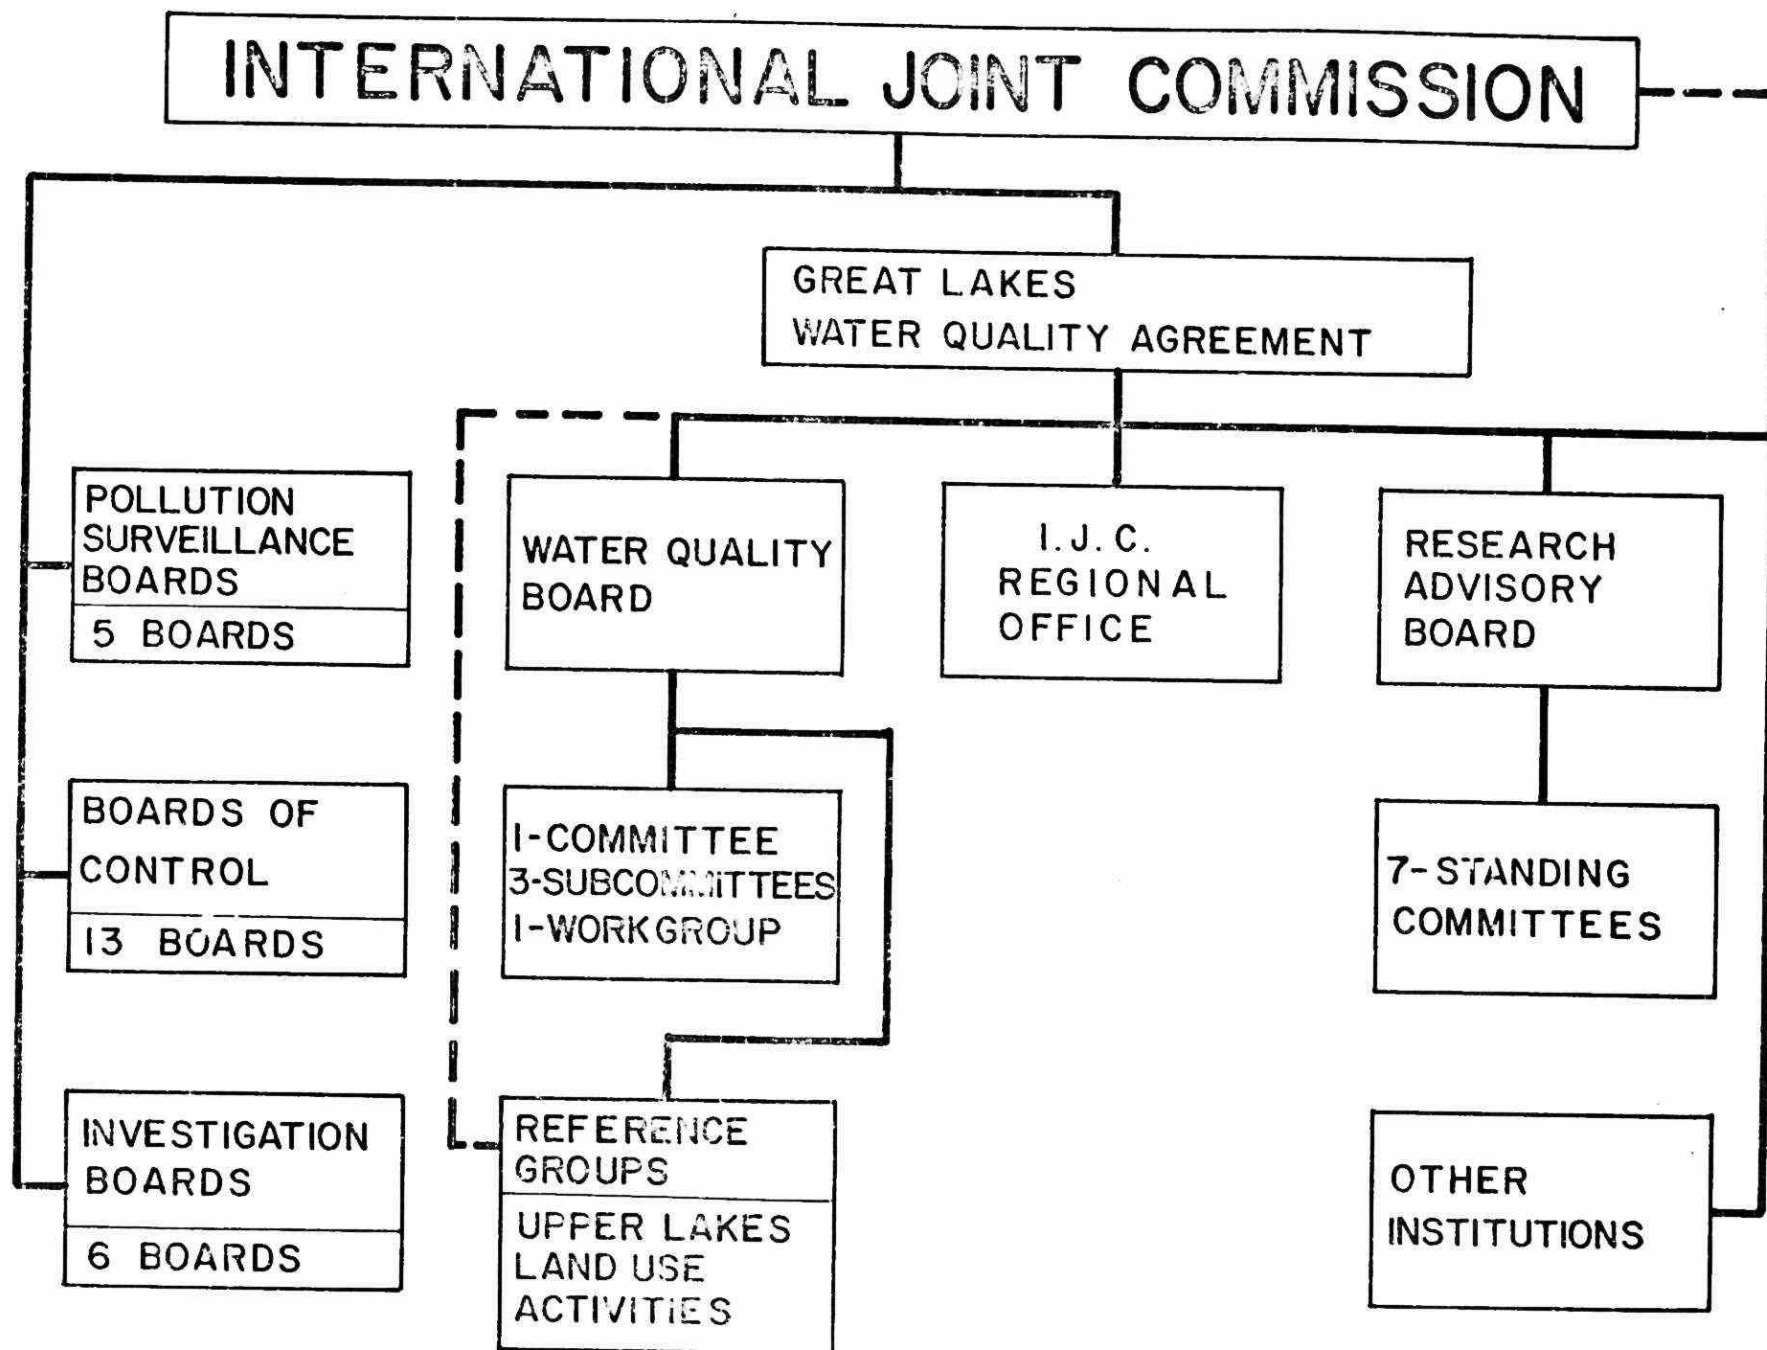 INTERNATIONAL JOINT COMMISSION
GREAT LAKES
WATER QUALITY AGREEMENT
POLLUTION
SURVEILLANCE
BOARDS
5 BOARDS
WATER QUALITY
BOARD
I.J.C.
REGIONAL
OFFICE
RESEARCH
ADVISORY
BOARD
BOARDS OF
CONTROL
13 BOARDS
1-COMMITTEE
3-SUBCOMMITTEES
1-WORKGROUP
7-STANDING
COMMITTEES
INVESTIGATION
BOARDS
6 BOARDS
REFERENCE
GROUPS
UPPER LAKES
LAND USE
ACTIVITIES
OTHER
INSTITUTIONS